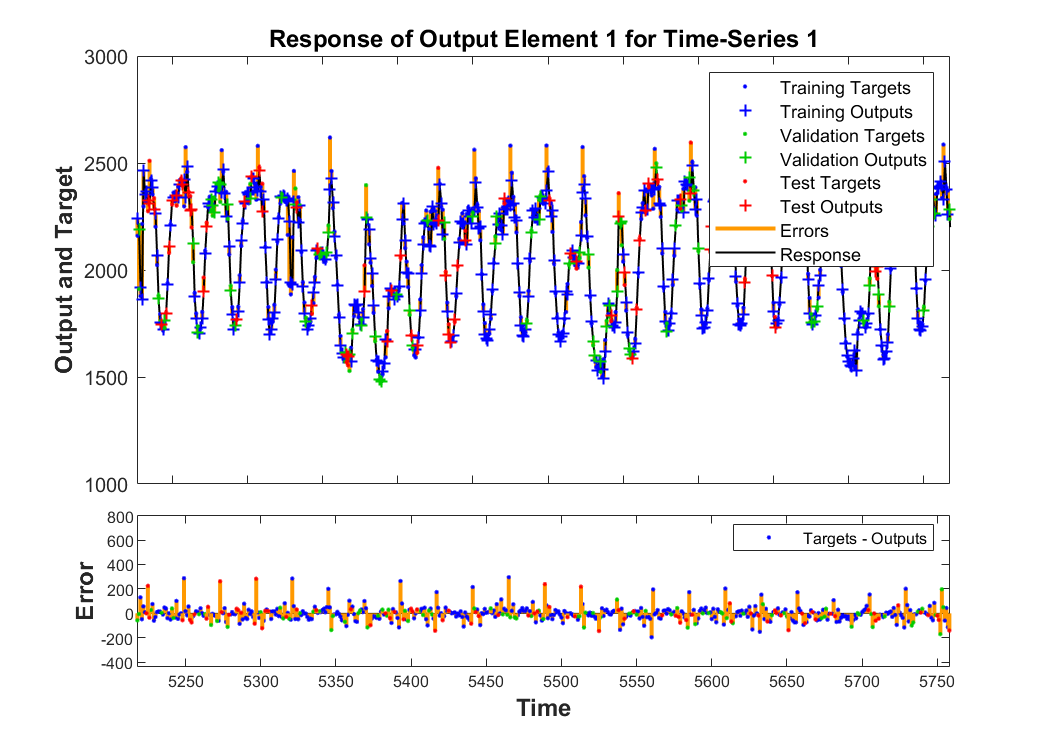 Response of Output Element 1 for Time-Series 1
3000
2500
2000
1500
1000
Output and Target
Training Targets
Training Outputs
Validation Targets
Validation Outputs
Test Targets
Test Outputs
Errors
Response
800
600
400
200
0
-200
-400
Error
Targets - Outputs
5250 5300 5350 5400 5450 5500 5550 5600 5650 5700 5750
Time